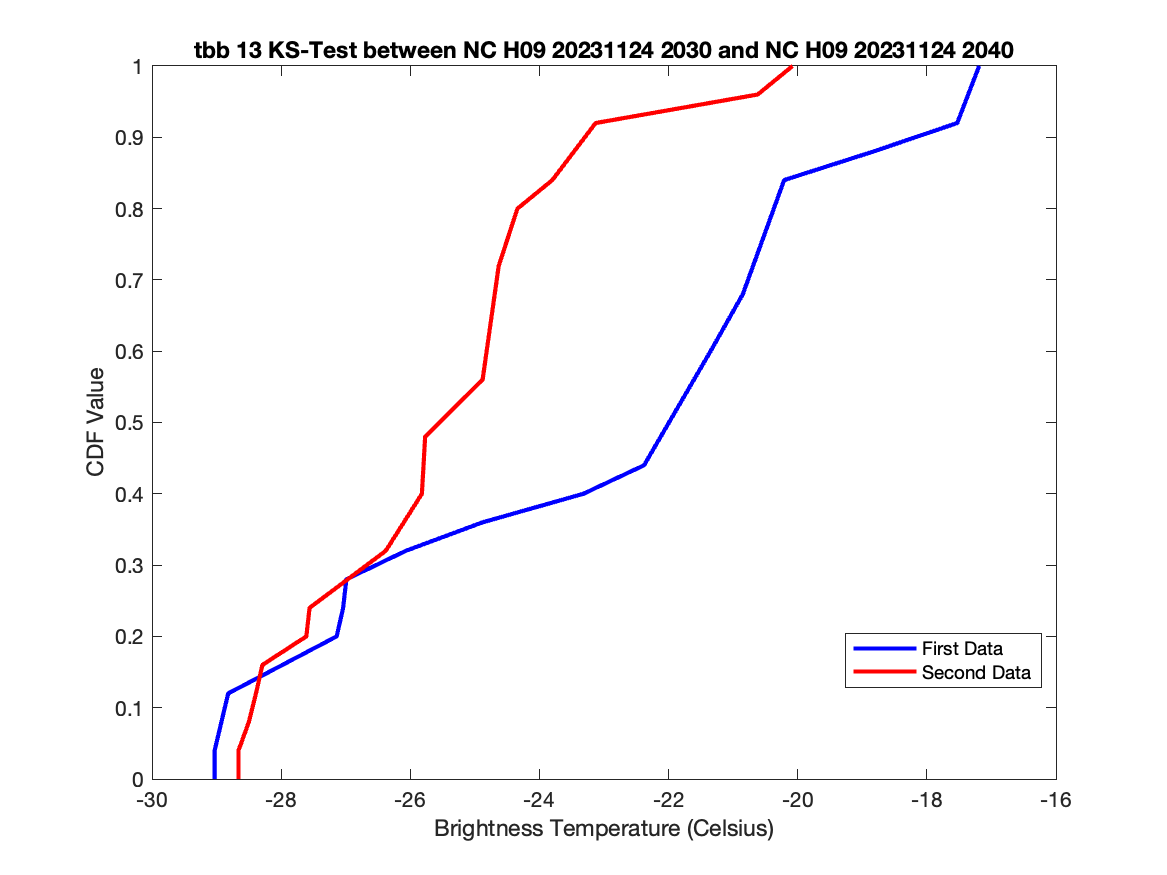 tbb 13 KS-Test between NC H09 20231124 2030 and NC H09 20231124 2040
1
0.9
0.8
0.7
0.6
0.5
0.4
0.3
0.2
0.1
0
CDF Value
First Data
Second Data
-30 -28 -26 -24 -22 -20 -18 -16
Brightness Temperature (Celsius)